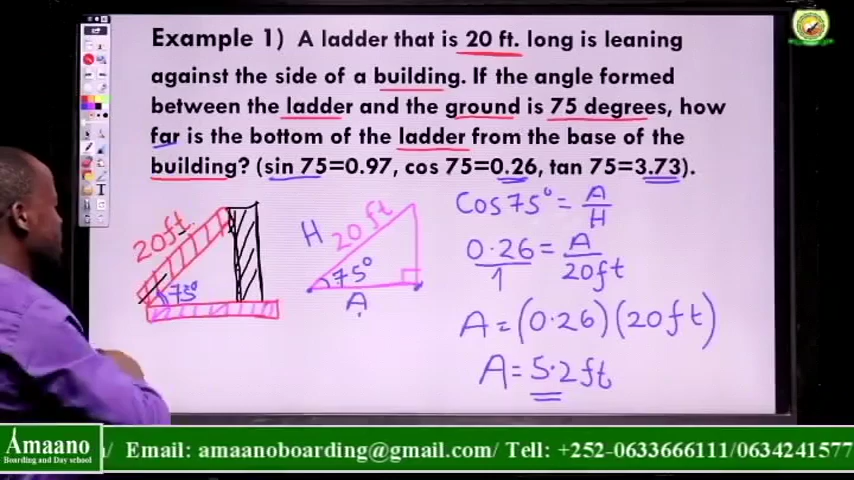 Example 1) A ladder that is 20 ft. long is leaning
against the side of a building. If the angle formed
between the ladder and the ground is 75 degrees, how
far is the bottom of the ladder from the base of the
building? (sin 75=0.97, cos 75=0.26, tan 75=3.73).
20ft
75°
H 20 ft
75°
A
Cos75° = A
H
0.26 = A
1 20ft
A = (0.26)(20ft)
A = 5.2ft
T
Amaano
Boarding and Day school
/ Email: amaanoboarding@gmail.com/ Tell: +252-0633666111/0634241577